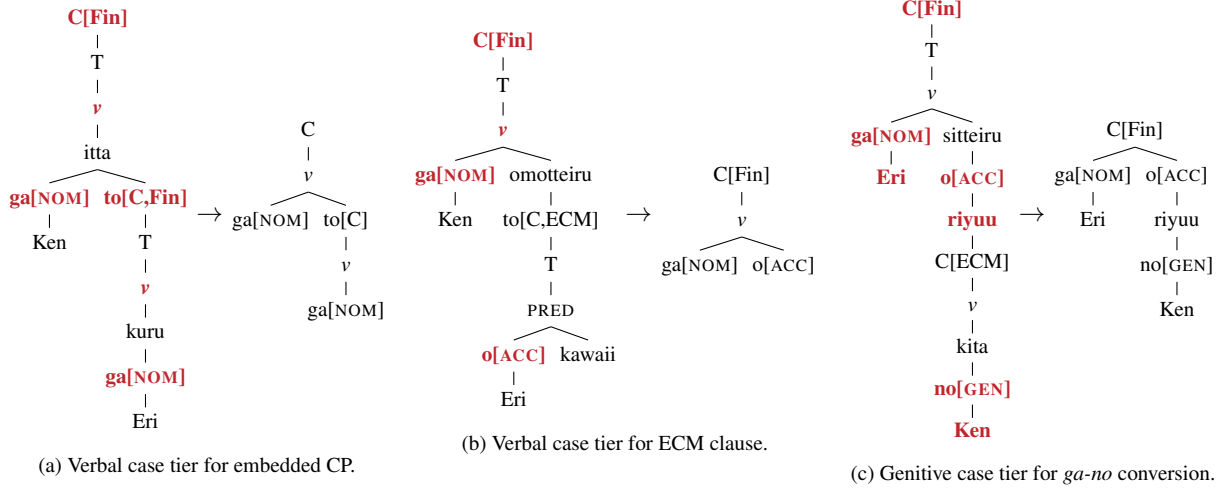 C[Fin]
T
v
itta
ga[NOM] to[C,Fin]
Ken T
v
kuru
ga[NOM]
Eri
→
C
v
ga[NOM] to[C]
v
ga[NOM]
(a) Verbal case tier for embedded CP.
C[Fin]
T
v
ga[NOM] omotteiru
Ken to[C,ECM]
T
PRED
o[ACC] kawaii
Eri
→
C[Fin]
v
ga[NOM] o[ACC]
(b) Verbal case tier for ECM clause.
C[Fin]
T
v
ga[NOM] sitteiru
Eri o[ACC]
riyuu
C[ECM]
v
kita
no[GEN]
Ken
→
C[Fin]
ga[NOM] o[ACC]
Eri riyuu
no[GEN]
Ken
(c) Genitive case tier for ga-no conversion.